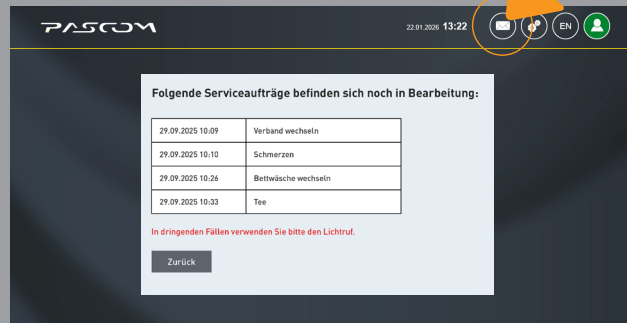 PASCOM
22.01.2026 13:22
EN
Folgende Serviceaufträge befinden sich noch in Bearbeitung:
29.09.2025 10:09 Verband wechseln
29.09.2025 10:10 Schmerzen
29.09.2025 10:26 Bettwäsche wechseln
29.09.2025 10:33 Tee
In dringenden Fällen verwenden Sie bitte den Lichtruf.
Zurück